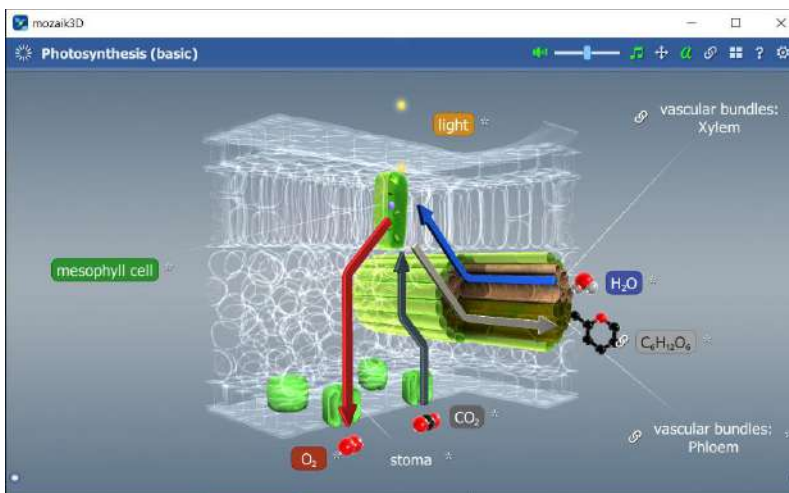 mozaik3D
Photosynthesis (basic)
α
?
light
vascular bundles:
Xylem
mesophyll cell
H₂O
C₆H₁₂O₆
CO₂
O₂
stoma
vascular bundles:
Phloem